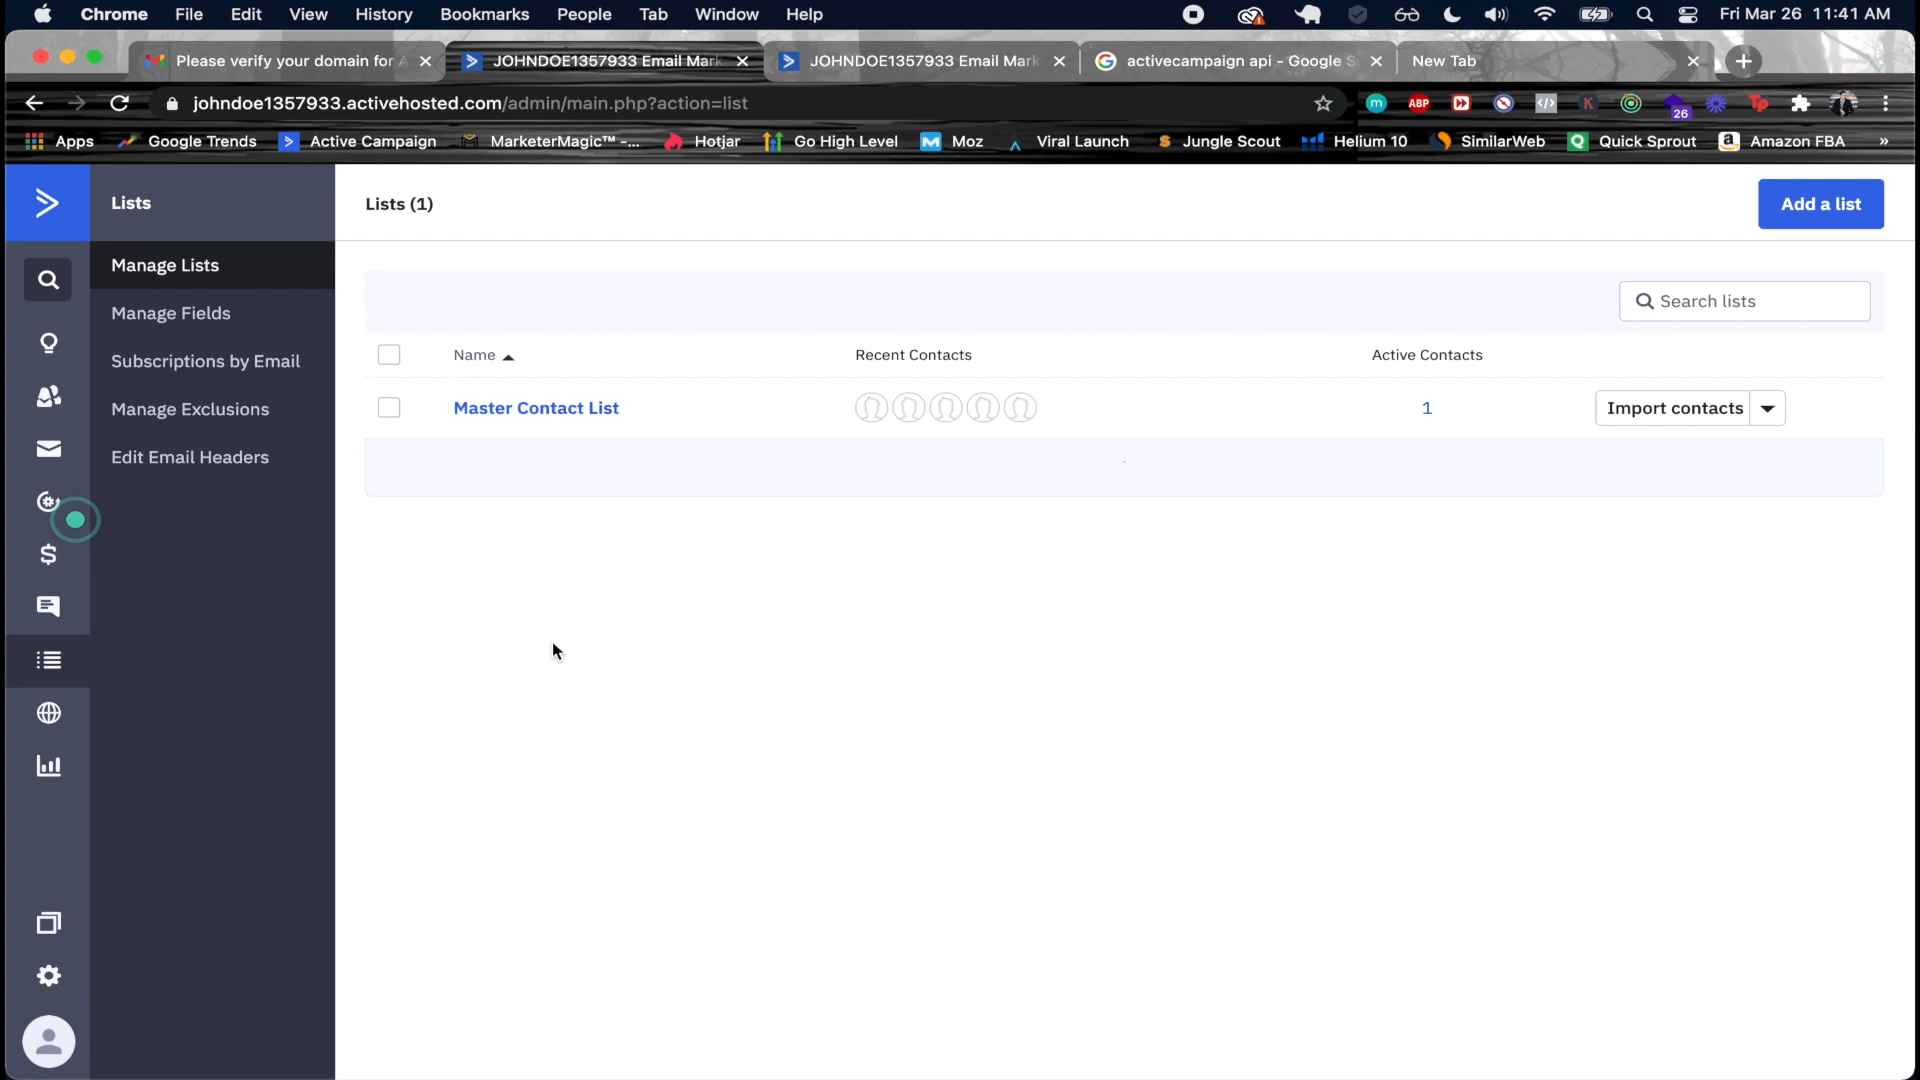 Chrome File Edit View History Bookmarks People Tab Window Help Fri Mar 26 11:41 AM
Please verify your domain for A JOHNDOE1357933 Email Mark JOHNDOE1357933 Email Mark activecampaign api - Google S New Tab
johndoe1357933.activehosted.com/admin/main.php?action=list ABP K Tp 26
Apps Google Trends Active Campaign MarketerMagic™ -... Hotjar Go High Level Moz Viral Launch Jungle Scout Helium 10 SimilarWeb Quick Sprout Amazon FBA »
Lists
Lists (1)
Add a list
Manage Lists
Manage Fields
Subscriptions by Email
Manage Exclusions
Edit Email Headers
Search lists
Name Recent Contacts Active Contacts
Master Contact List 1 Import contacts